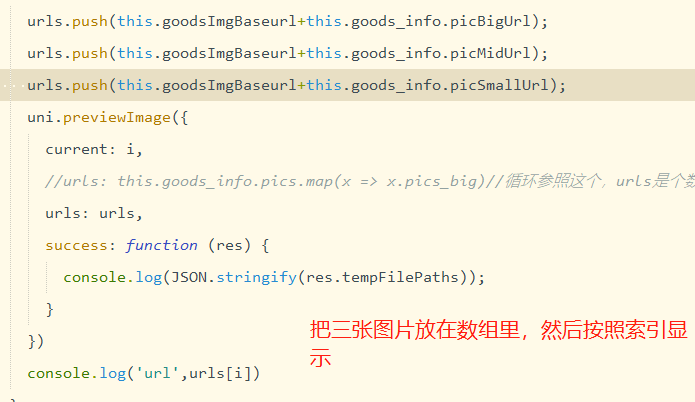 urls.push(this.goodsImgBaseurl+this.goods_info.picBigUrl);
urls.push(this.goodsImgBaseurl+this.goods_info.picMidUrl);
urls.push(this.goodsImgBaseurl+this.goods_info.picSmallUrl);
uni.previewImage({
current: i,
//urls: this.goods_info.pics.map(x => x.pics_big)//循环参照这个，urls是个
urls: urls,
success: function (res) {
console.log(JSON.stringify(res.tempFilePaths));
}
})
把三张图片放在数组里，然后按照索引显
示
console.log('url',urls[i])